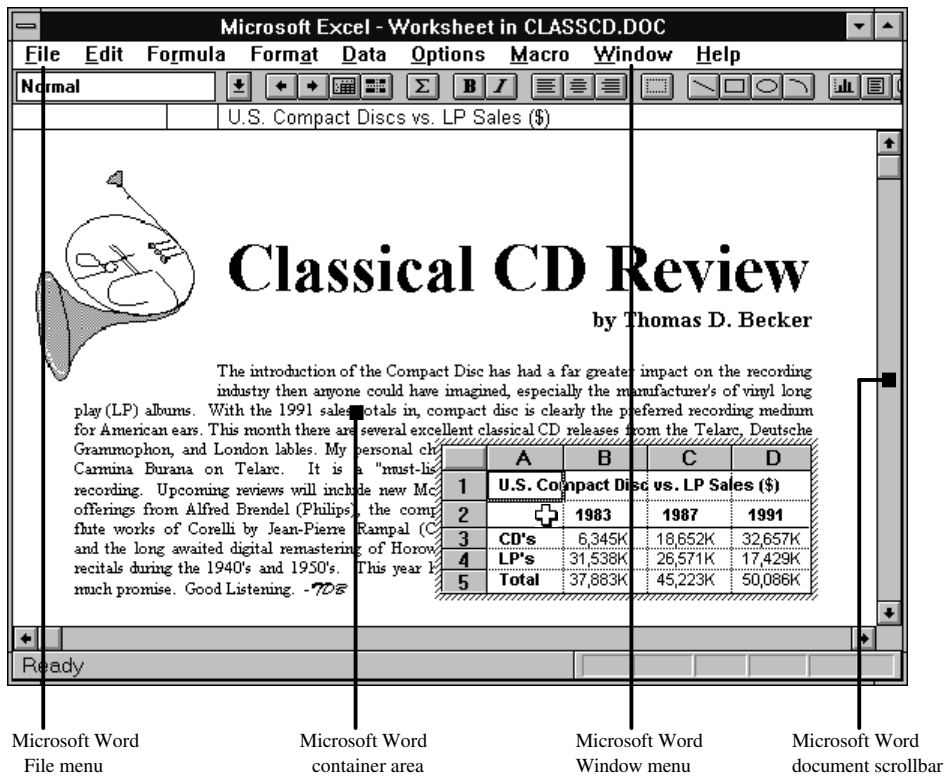 Microsoft Excel - Worksheet in CLASSCD.DOC
File Edit Formula Format Data Options Macro Window Help
Normal Σ B I
U.S. Compact Discs vs. LP Sales ($)
Classical CD Review
by Thomas D. Becker
The introduction of the Compact Disc has had a far greater impact on the recording
industry then anyone could have imagined, especially the manufacturer's of vinyl long
play (LP) albums. With the 1991 sales totals in, compact disc is clearly the preferred recording medium
for American ears. This month there are several excellent classical CD releases from the Telarc, Deutsche
Grammophon, and London lables. My personal ch
Carmina Burana on Telarc. It is a "must-lis
recording. Upcoming reviews will include new Mc
offerings from Alfred Brendel (Philips), the comp
flute works of Corelli by Jean-Pierre Rampal (C
and the long awaited digital remastering of Horow
recitals during the 1940's and 1950's. This year h
much promise. Good Listening. -TDB
A B C D
1 U.S. Compact Disc vs. LP Sales ($)
2 1983 1987 1991
3 CD's 6,345K 18,652K 32,657K
4 LP's 31,538K 26,571K 17,429K
5 Total 37,883K 45,223K 50,086K
Ready
Microsoft Word Microsoft Word Microsoft Word Microsoft Word
File menu container area Window menu document scrollbar